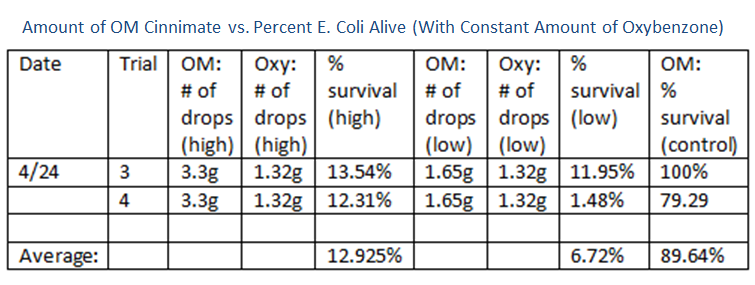 Amount of OM Cinnimate vs. Percent E. Coli Alive (With Constant Amount of Oxybenzone)
Date Trial OM: # of drops (high) Oxy: # of drops (high) % survival (high) OM: # of drops (low) Oxy: # of drops (low) % survival (low) OM: % survival (control)
4/24 3 3.3g 1.32g 13.54% 1.65g 1.32g 11.95% 100%
4 3.3g 1.32g 12.31% 1.65g 1.32g 1.48% 79.29
Average: 12.925% 6.72% 89.64%